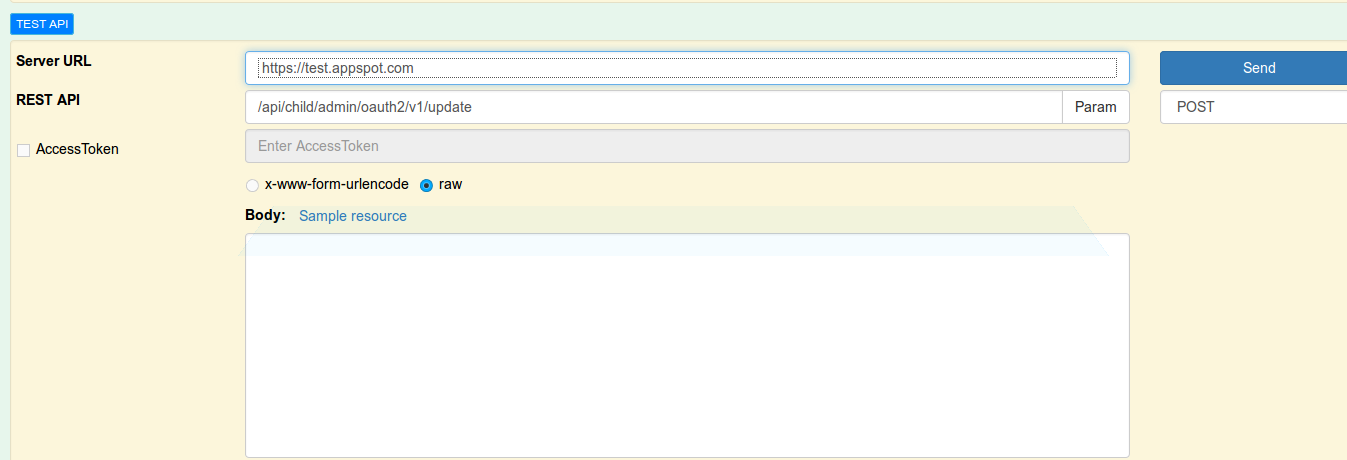 TEST API
Server URL https://test.appspot.com Send
REST API /api/child/admin/oauth2/v1/update Param POST
AccessToken Enter AccessToken
x-www-form-urlencode raw
Body: Sample resource